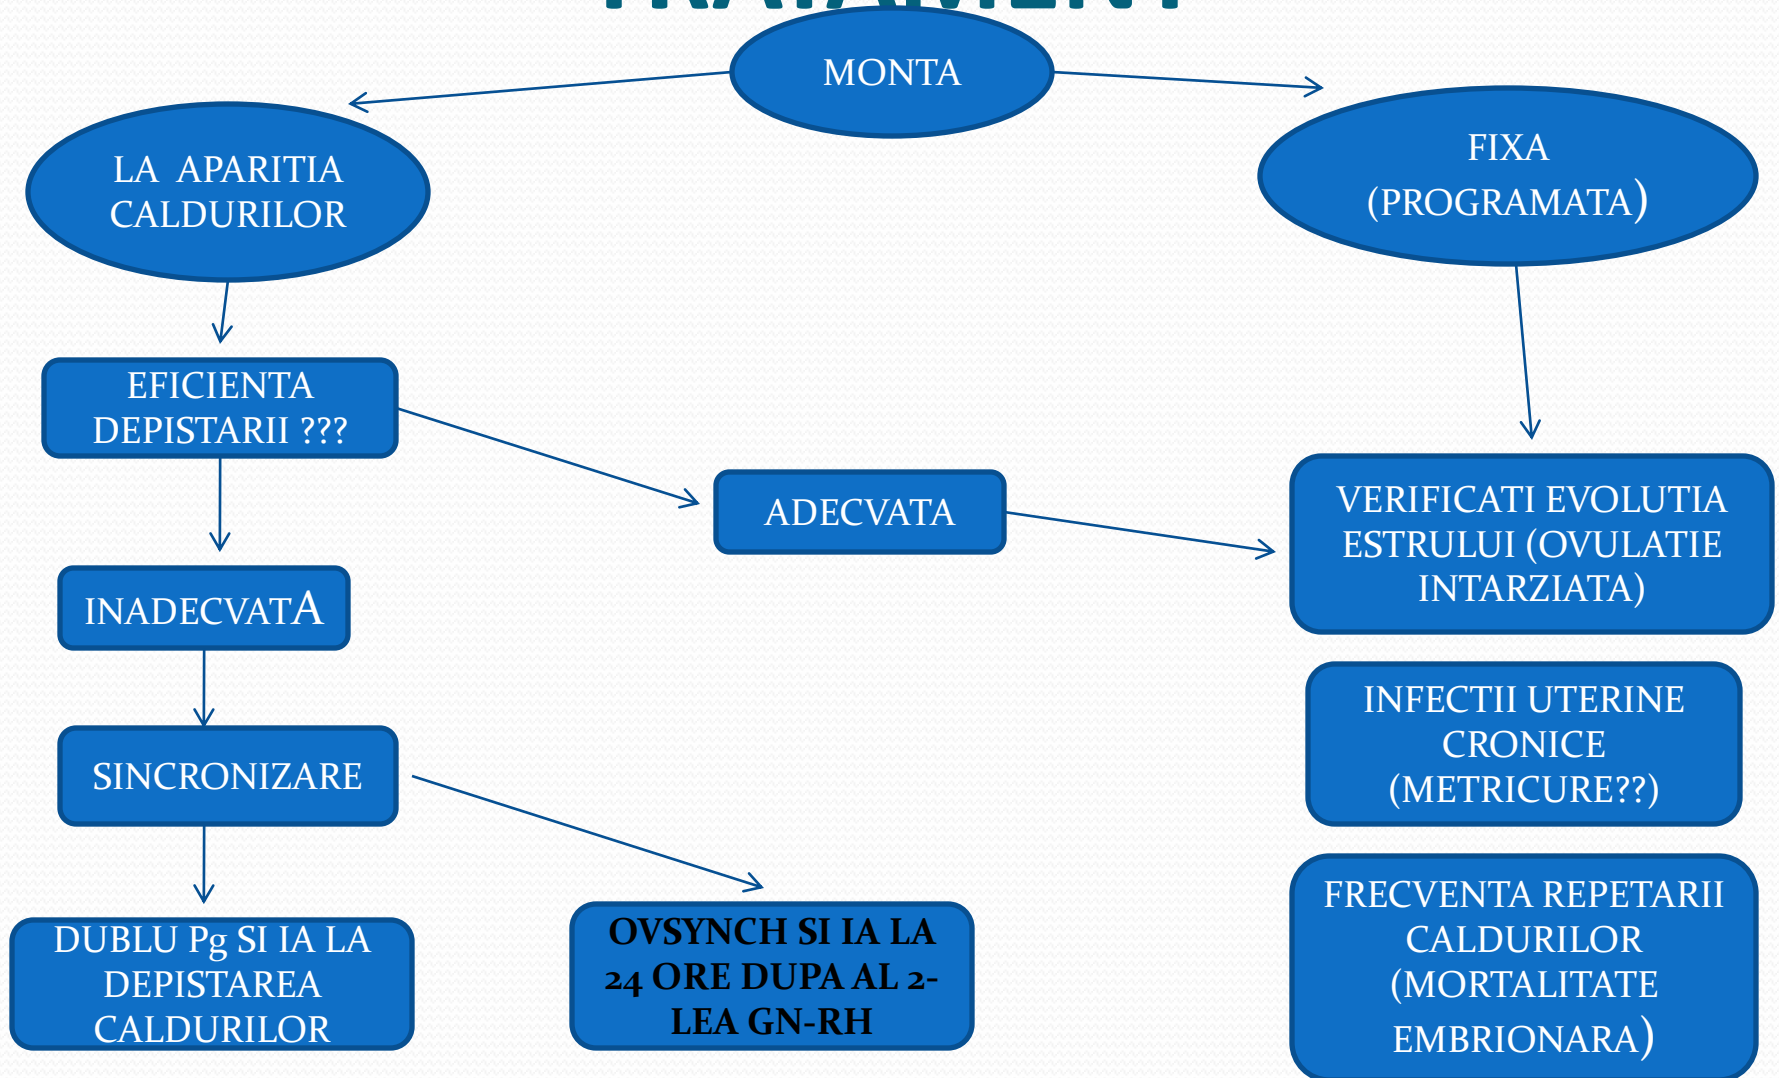 TRATAMENT
MONTA
LA APARITIA
CALDURILOR
FIXA
(PROGRAMATA)
EFICIENTA
DEPISTARII ???
ADECVATA
VERIFICATI EVOLUTIA
ESTRULUI (OVULATIE
INTARZIATA)
INADECVATA
INFECTII UTERINE
CRONICE
(METRICURE??)
SINCRONIZARE
DUBLU Pg SI IA LA
DEPISTAREA
CALDURILOR
OVSYNCH SI IA LA
24 ORE DUPA AL 2-
LEA GN-RH
FRECVENTA REPETARII
CALDURILOR
(MORTALITATE
EMBRIONARA)